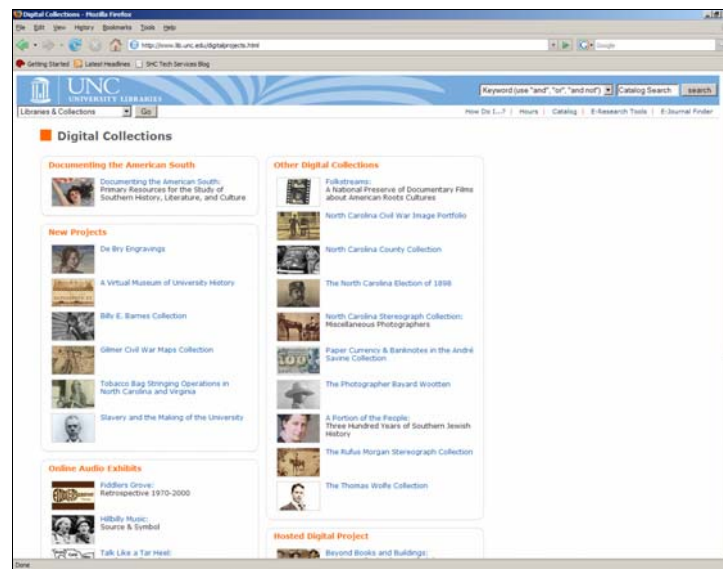 Digital Collections - Mozilla Firefox
File Edit View History Bookmarks Tools Help
http://www.lib.unc.edu/digitalprojects.html
Google
Getting Started Latest Headlines SHC Tech Services Blog
UNC
UNIVERSITY LIBRARIES
Keyword (use "and", "or", "and not") Catalog Search search
Libraries & Collections Go
How Do I...? | Hours | Catalog | E-Research Tools | E-Journal Finder
Digital Collections
Documenting the American South
Documenting the American South:
Primary Resources for the Study of
Southern History, Literature, and Culture
New Projects
De Bry Engravings
A Virtual Museum of University History
Billy E. Barnes Collection
Gilmer Civil War Maps Collection
Tobacco Bag Stringing Operations in
North Carolina and Virginia
Slavery and the Making of the University
Online Audio Exhibits
Fiddlers Grove:
Retrospective 1970-2000
Hillbilly Music:
Source & Symbol
Talk Like a Tar Heel:
Other Digital Collections
Folkstreams:
A National Preserve of Documentary Films
about American Roots Cultures
North Carolina Civil War Image Portfolio
North Carolina County Collection
The North Carolina Election of 1898
North Carolina Stereograph Collection:
Miscellaneous Photographers
Paper Currency & Banknotes in the André
Savine Collection
The Photographer Bayard Wootten
A Portion of the People:
Three Hundred Years of Southern Jewish
History
The Rufus Morgan Stereograph Collection
The Thomas Wolfe Collection
Hosted Digital Project
Beyond Books and Buildings:
Done